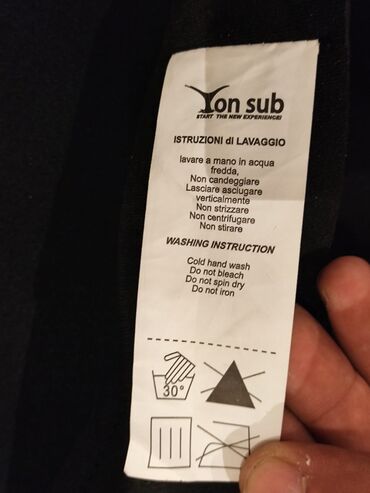 Yon sub
START THE NEW EXPERIENCE!
ISTRUZIONI di LAVAGGIO
lavare a mano in acqua
fredda,
Non candeggiare
Lasciare asciugare
verticalmente
Non strizzare
Non centrifugare
Non stirare
WASHING INSTRUCTION
Cold hand wash
Do not bleach
Do not spin dry
Do not iron
30°